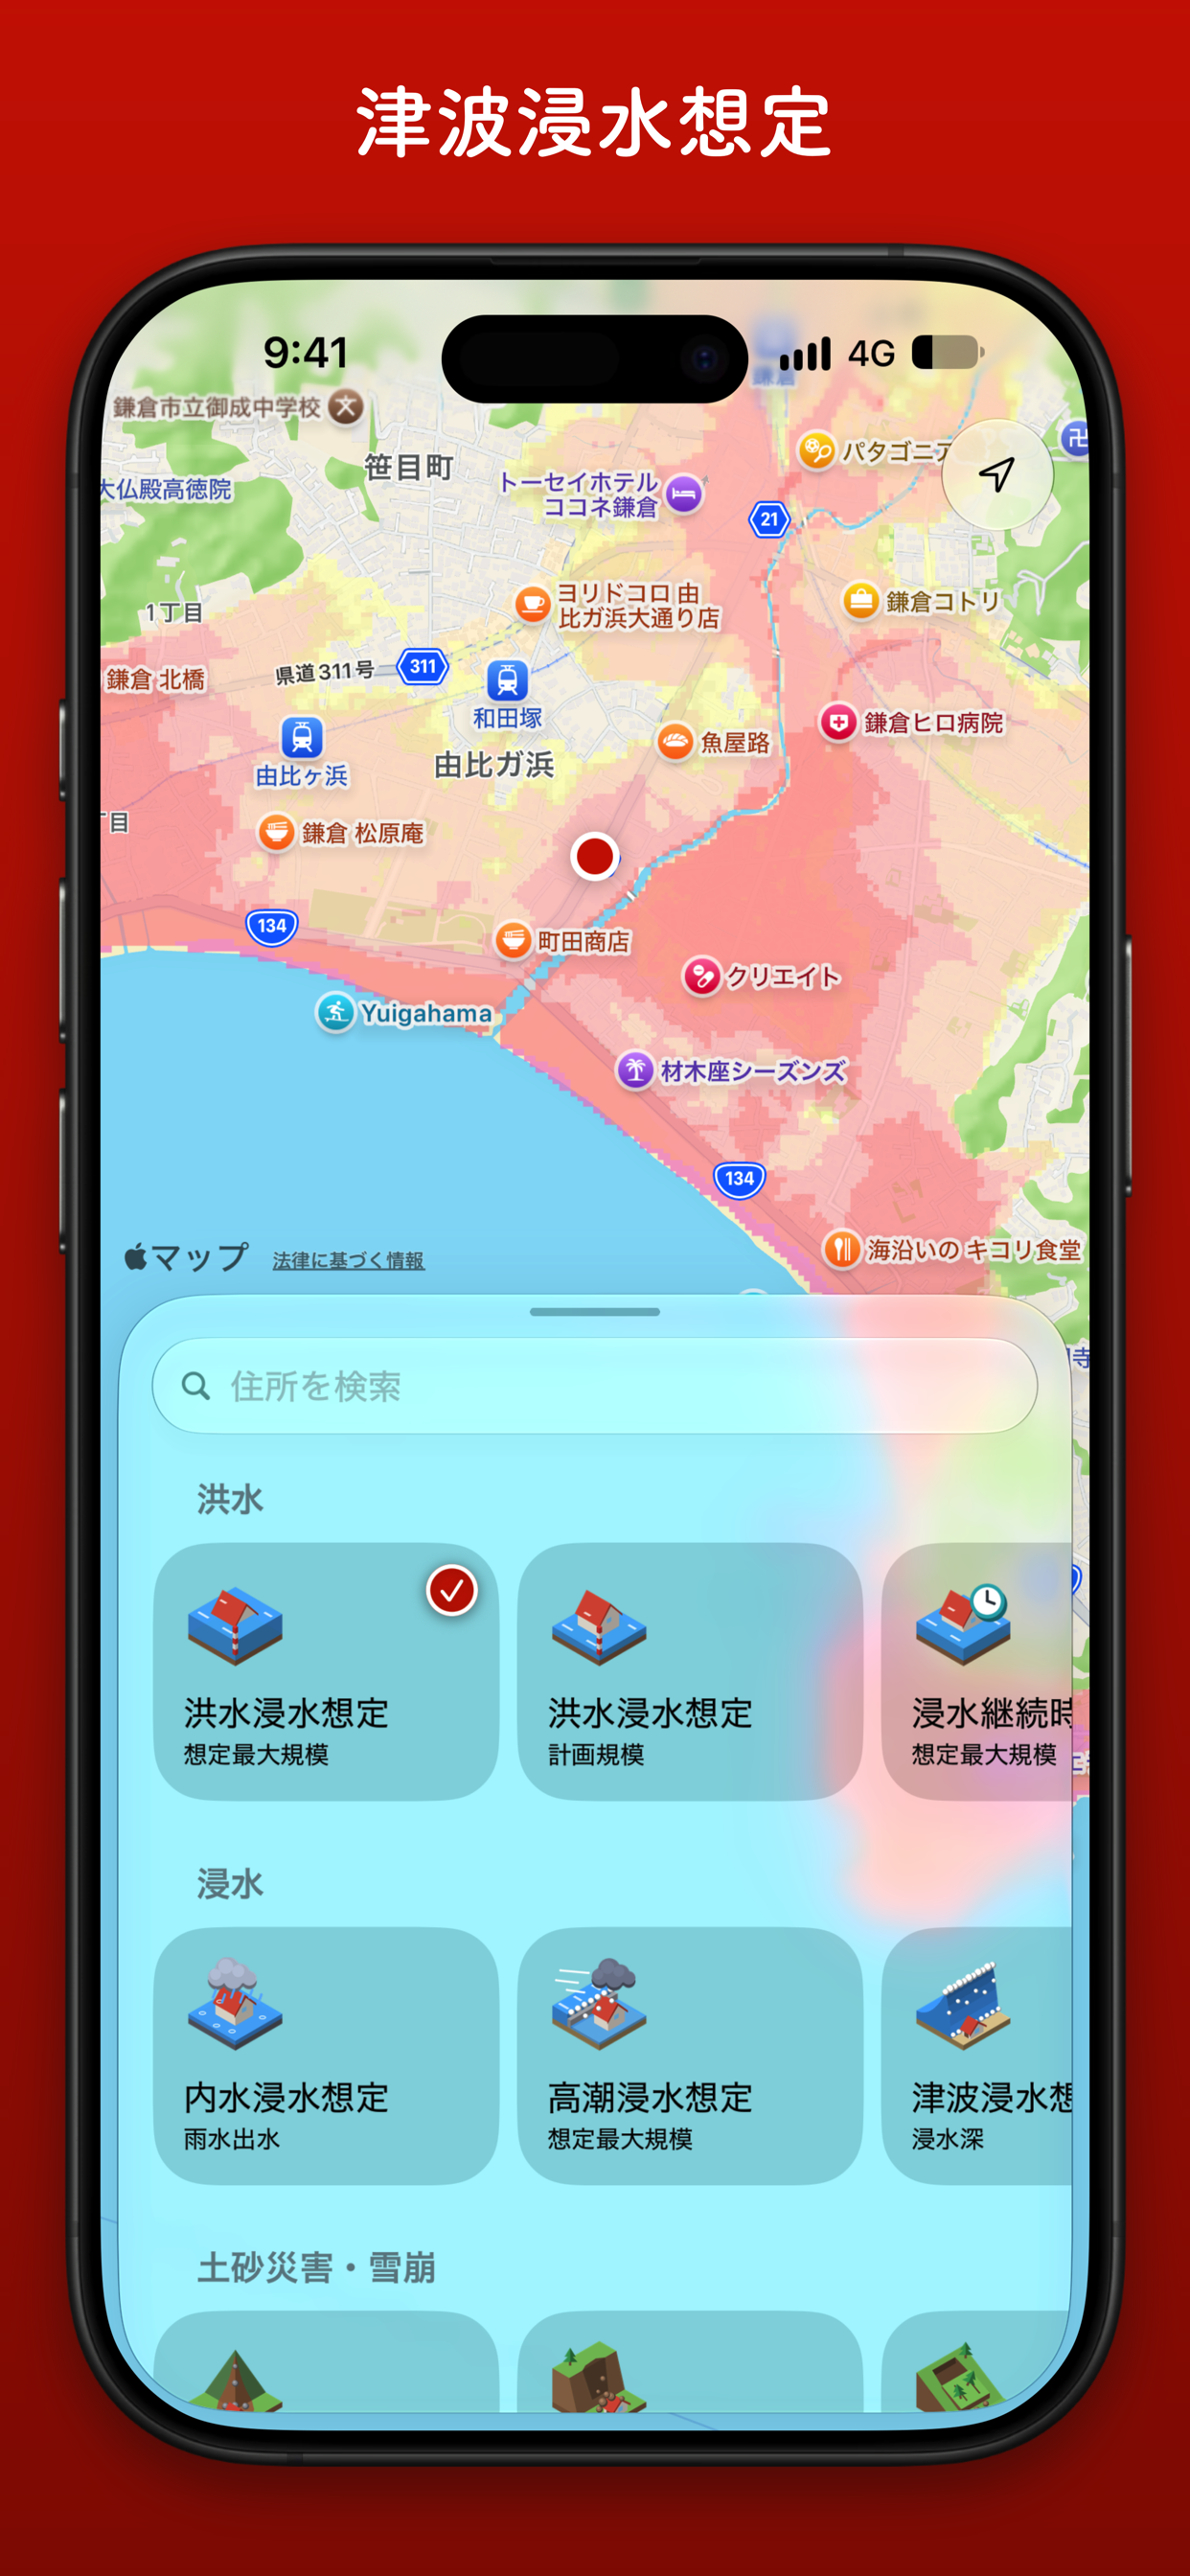 津波浸水想定
9:41
4G
鎌倉
鎌倉市立御成中学校
笹目町
パタゴニア
大仏殿高徳院
トーセイホテル
ココネ鎌倉
21
ヨリドコロ 由
比ガ浜大通り店
鎌倉コトリ
1丁目
県道311号
311
鎌倉 北橋
和田塚
鎌倉ヒロ病院
魚屋路
由比ガ浜
由比ヶ浜
丁目
鎌倉 松原庵
134
町田商店
クリエイト
Yuigahama
材木座シーズンズ
134
海沿いの キコリ食堂
マップ
法律に基づく情報
寺
住所を検索
洪水
洪水浸水想定
想定最大規模
洪水浸水想定
計画規模
浸水継続時
想定最大規模
浸水
内水浸水想定
雨水出水
高潮浸水想定
想定最大規模
津波浸水想
浸水深
土砂災害・雪崩